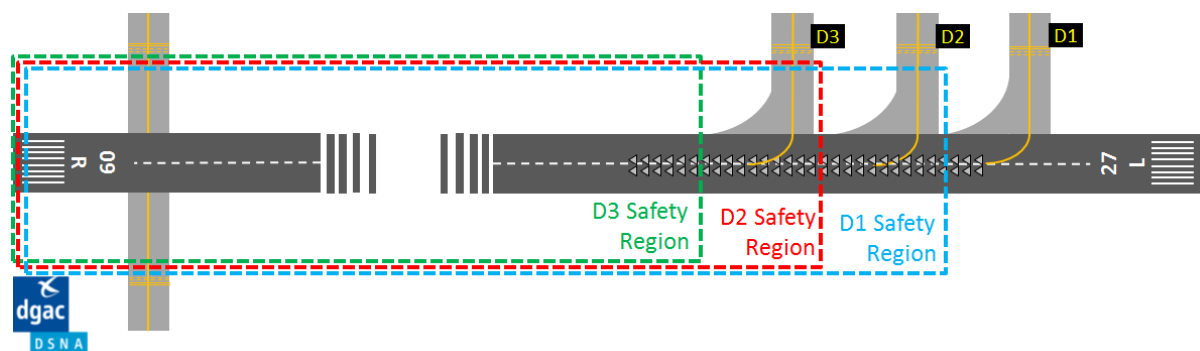 D3
D2
D1
R
09
27
L
D3 Safety
Region
D2 Safety
Region
D1 Safety
Region
dgac
DSNA